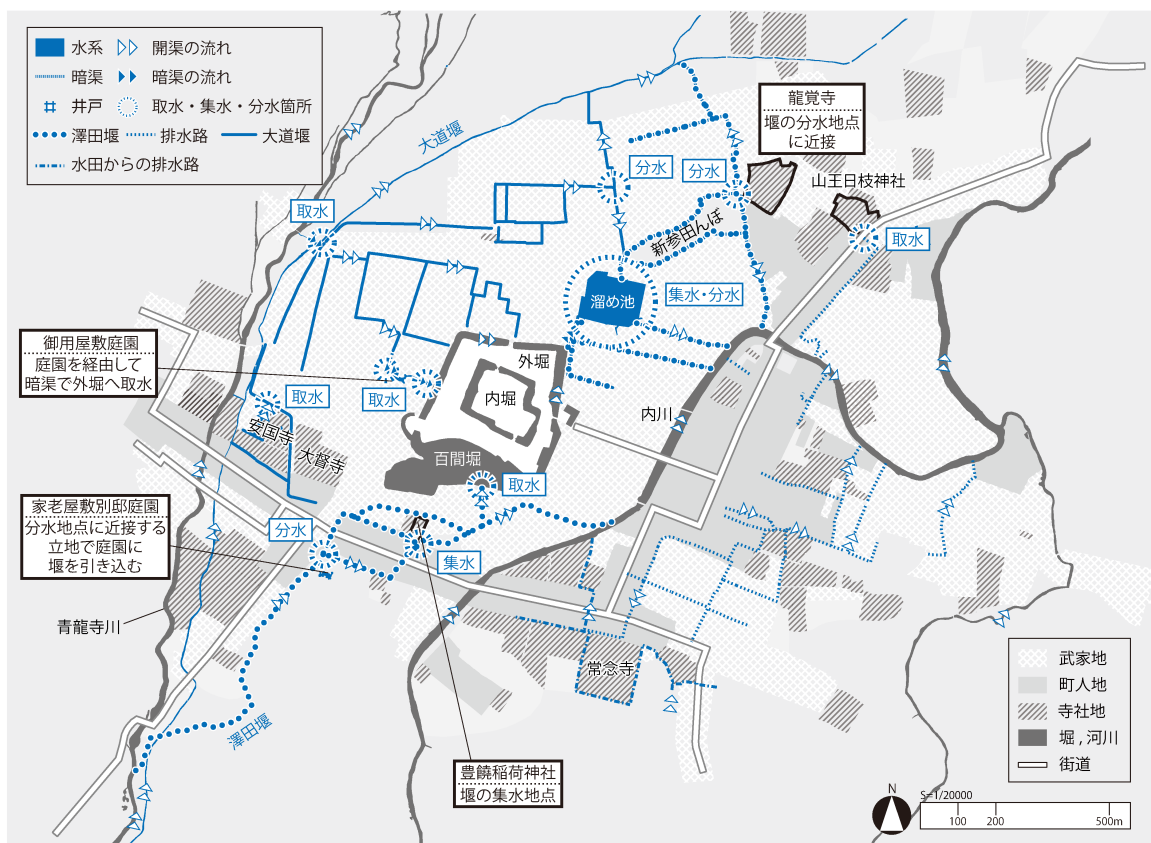 水系
開渠の流れ
暗渠
暗渠の流れ
井戸
取水・集水・分水箇所
澤田堰
排水路
大道堰
水田からの排水路
大道堰
龍覚寺
堰の分水地点
に近接
分水
分水
山王日枝神社
取水
取水
新参田んぼ
溜め池
集水・分水
御用屋敷庭園
庭園を経由して
暗渠で外堀へ取水
外堀
内堀
取水
取水
内川
安国寺
大督寺
百間堀
取水
家老屋敷別邸庭園
分水地点に近接する
立地で庭園に
堰を引き込む
分水
集水
青龍寺川
常念寺
澤田堰
豊饒稲荷神社
堰の集水地点
武家地
町人地
寺社地
堀,河川
街道
N
S=1/20000
100
200
500m